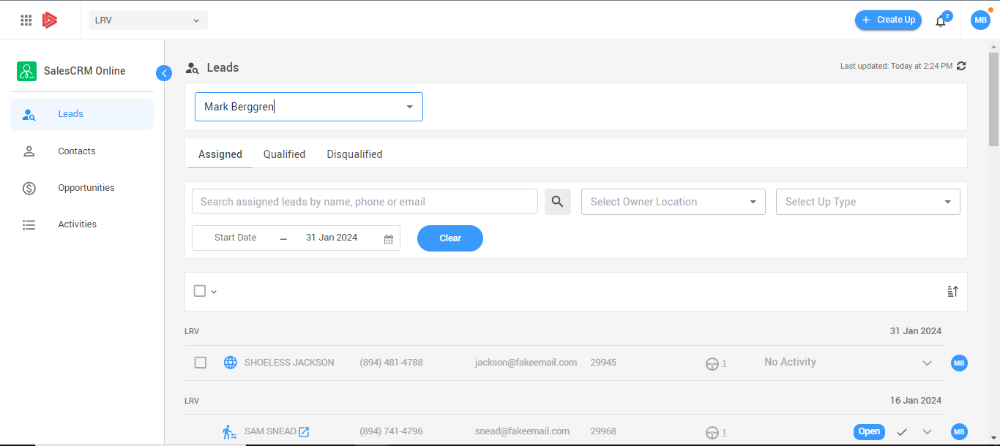 LRV
+ Create Up
2
MB
SalesCRM Online
Leads
Contacts
Opportunities
Activities
Leads
Last updated: Today at 2:24 PM
Mark Berggren
Assigned Qualified Disqualified
Search assigned leads by name, phone or email
Select Owner Location
Select Up Type
Start Date – 31 Jan 2024
Clear
LRV 31 Jan 2024
SHOELESS JACKSON (894) 481-4788 jackson@fakeemail.com 29945 1 No Activity MB
LRV 16 Jan 2024
SAM SNEAD (894) 741-4796 snead@fakeemail.com 29968 1 Open MB